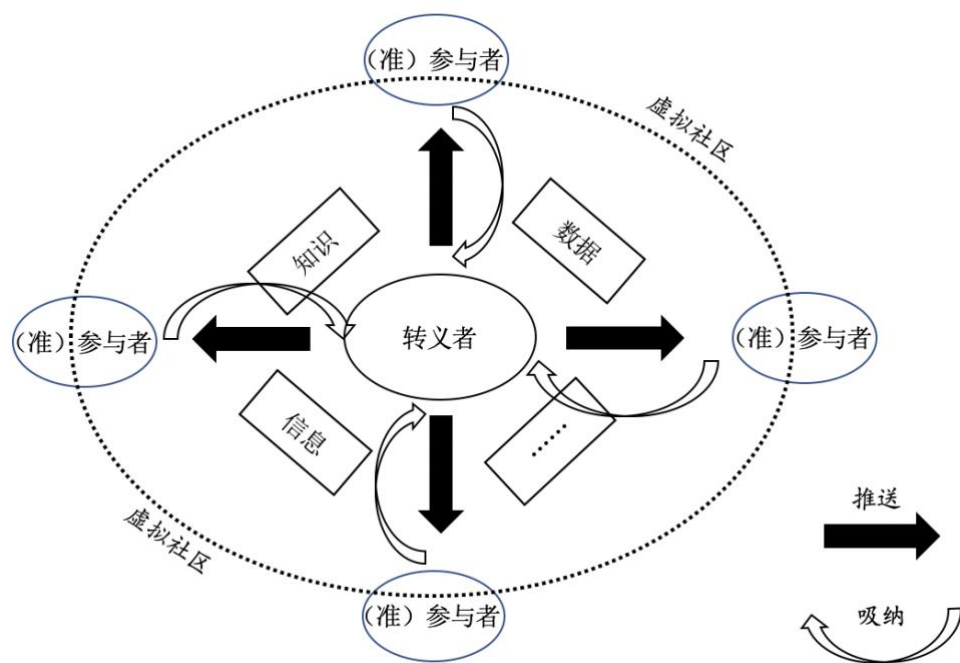 （准）参与者
虚拟社区
知识
数据
（准）参与者
转义者
（准）参与者
信息
……
虚拟社区
（准）参与者
推送
吸纳